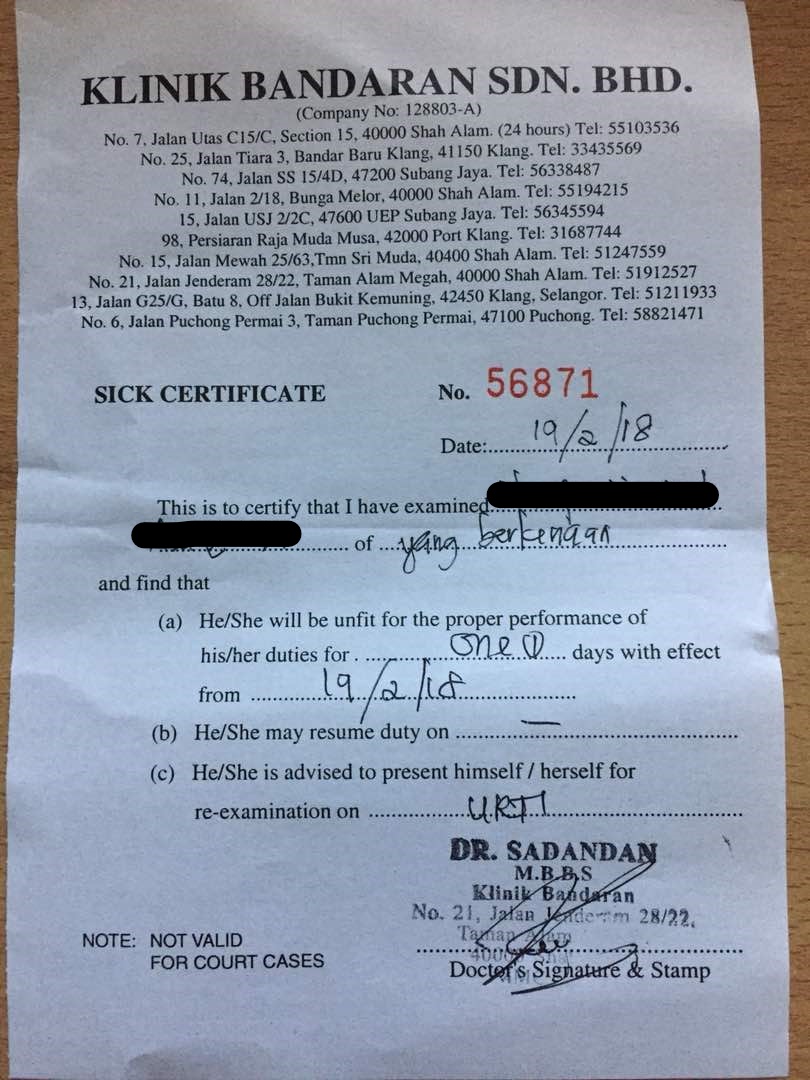 KLINIK BANDARAN SDN. BHD.
(Company No: 128803-A)
No. 7, Jalan Utas C15/C, Section 15, 40000 Shah Alam. (24 hours) Tel: 55103536
No. 25, Jalan Tiara 3, Bandar Baru Klang, 41150 Klang. Tel: 33435569
No. 74, Jalan SS 15/4D, 47200 Subang Jaya. Tel: 56338487
No. 11, Jalan 2/18, Bunga Melor, 40000 Shah Alam. Tel: 55194215
15, Jalan USJ 2/2C, 47600 UEP Subang Jaya. Tel: 56345594
98, Persiaran Raja Muda Musa, 42000 Port Klang. Tel: 31687744
No. 15, Jalan Mewah 25/63,Tmn Sri Muda, 40400 Shah Alam. Tel: 51247559
No. 21, Jalan Jenderam 28/22, Taman Alam Megah, 40000 Shah Alam. Tel: 51912527
13, Jalan G25/G, Batu 8, Off Jalan Bukit Kemuning, 42450 Klang, Selangor. Tel: 51211933
No. 6, Jalan Puchong Permai 3, Taman Puchong Permai, 47100 Puchong. Tel: 58821471
SICK CERTIFICATE No. 56871
Date: 19/2/18
This is to certify that I have examined
of yang berkenaan
and find that
(a) He/She will be unfit for the proper performance of
his/her duties for one (1) days with effect
from 19/2/18
(b) He/She may resume duty on —
(c) He/She is advised to present himself / herself for
re-examination on URTI
DR. SADANDAN
M.B.B.S
Klinik Bandaran
No. 21, Jalan Jenderam 28/22,
Taman Alam
40000
NOTE: NOT VALID
FOR COURT CASES
Doctor's Signature & Stamp